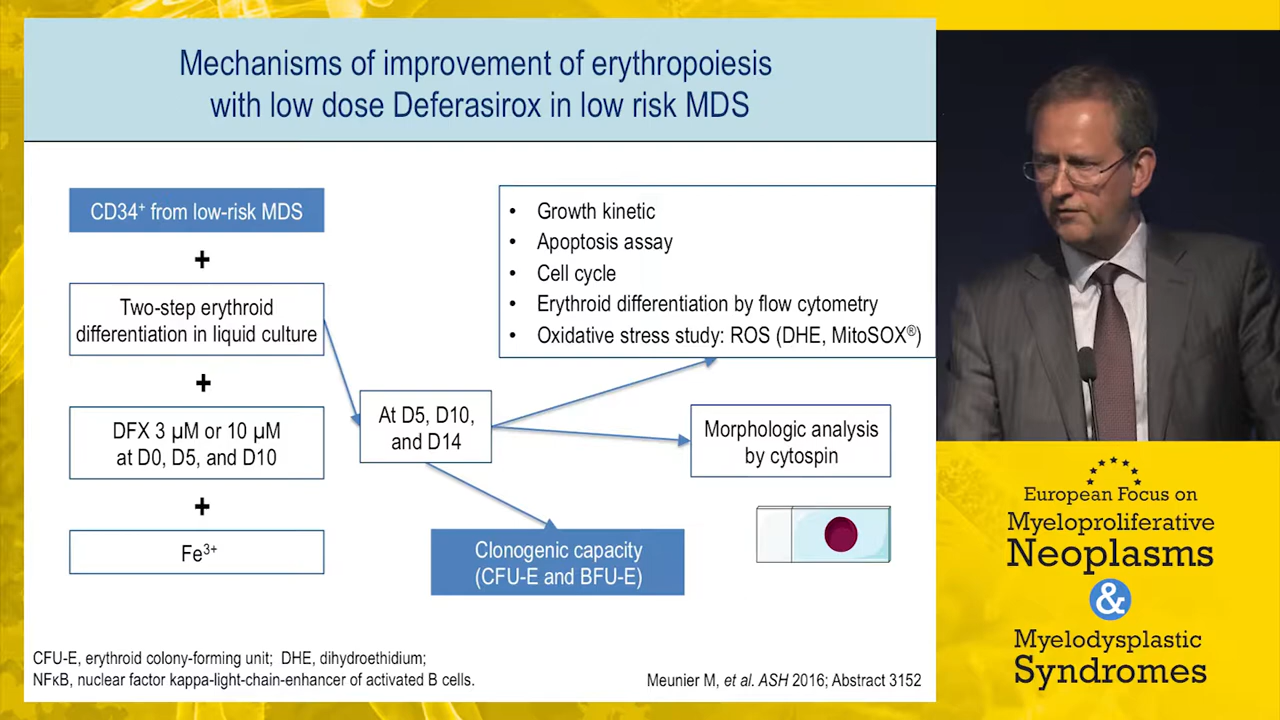 Mechanisms of improvement of erythropoiesis
with low dose Deferasirox in low risk MDS
CD34⁺ from low-risk MDS
+
Two-step erythroid
differentiation in liquid culture
+
DFX 3 µM or 10 µM
at D0, D5, and D10
+
Fe³⁺
At D5, D10,
and D14
• Growth kinetic
• Apoptosis assay
• Cell cycle
• Erythroid differentiation by flow cytometry
• Oxidative stress study: ROS (DHE, MitoSOX®)
Morphologic analysis
by cytospin
Clonogenic capacity
(CFU-E and BFU-E)
CFU-E, erythroid colony-forming unit; DHE, dihydroethidium;
NFκB, nuclear factor kappa-light-chain-enhancer of activated B cells.
Meunier M, et al. ASH 2016; Abstract 3152
European Focus on
Myeloproliferative
Neoplasms
&
Myelodysplastic
Syndromes